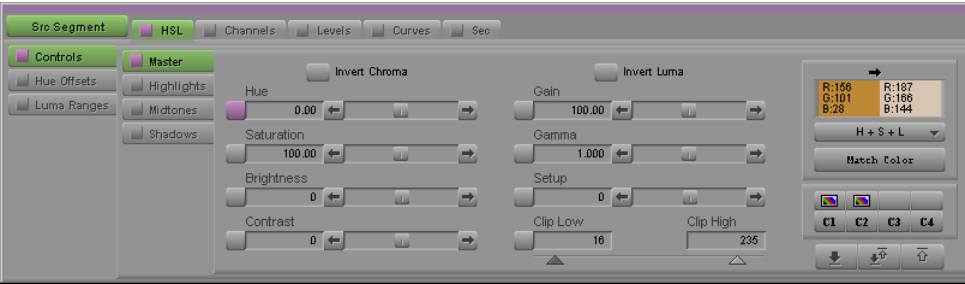 Src Segment HSL Channels Levels Curves Sec
Controls Master
Hue Offsets Highlights
Luma Ranges Midtones
Shadows
Invert Chroma Invert Luma
Hue Gain
0.00 100.00
Saturation Gamma
100.00 1.000
Brightness Setup
0 0
Contrast Clip Low Clip High
0 16 235
R:156 R:187
G:101 G:166
B:28 B:144
H + S + L
Match Color
C1 C2 C3 C4